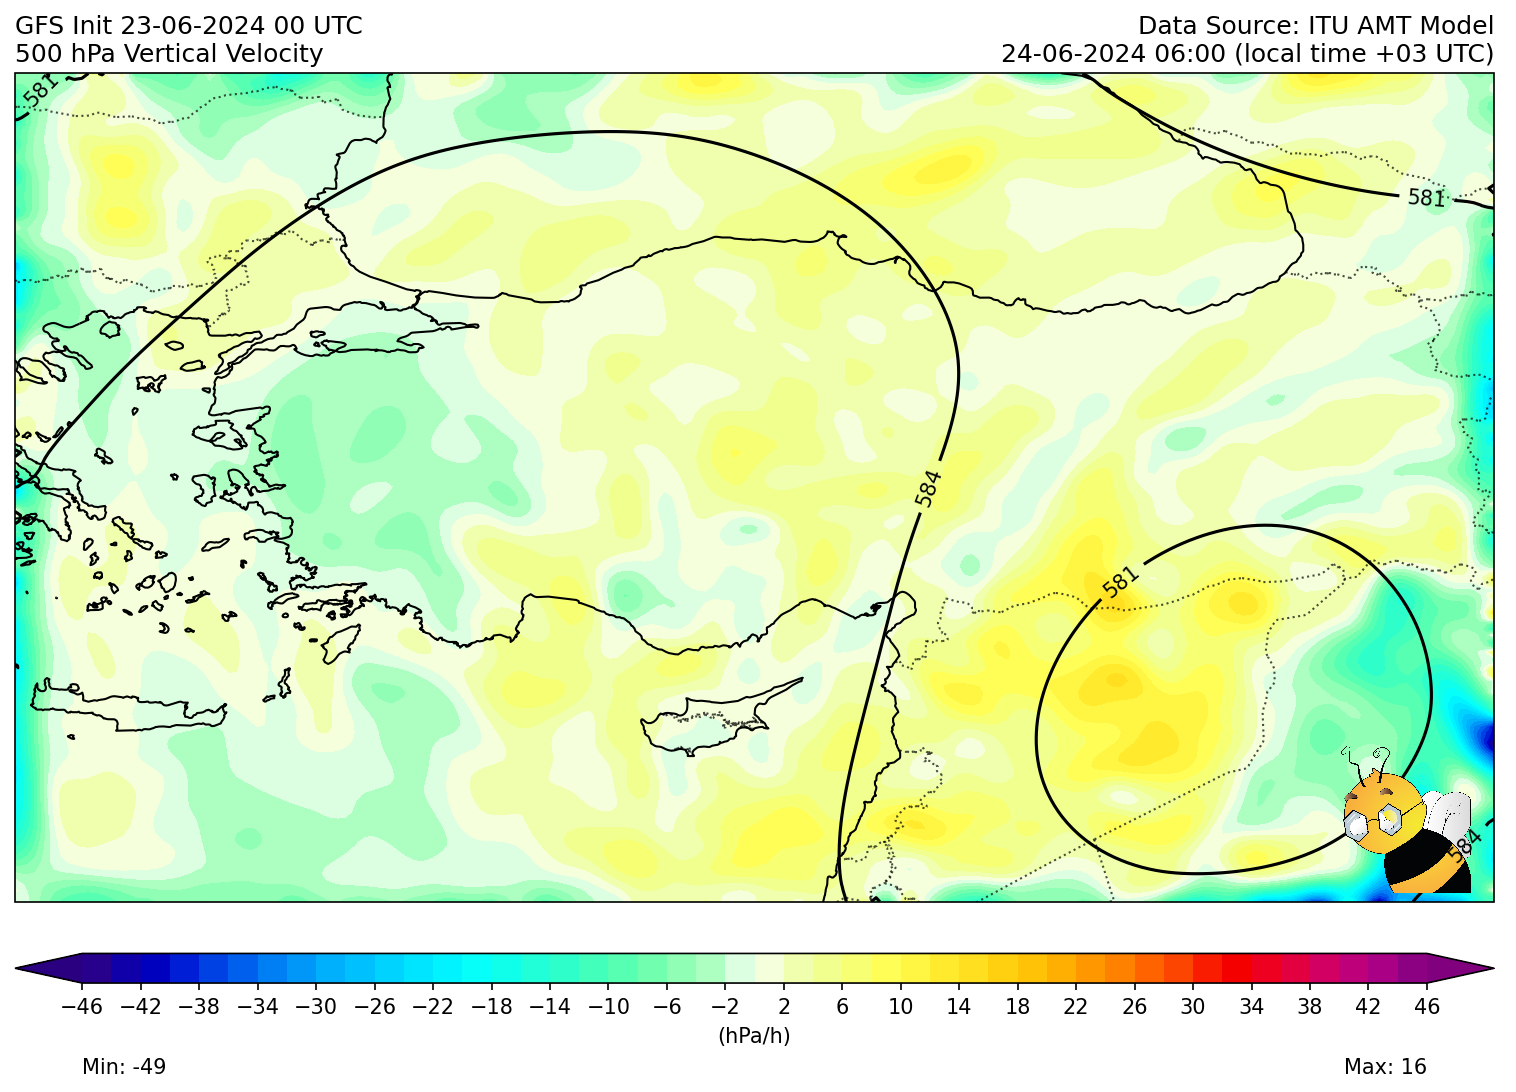 GFS Init 23-06-2024 00 UTC
500 hPa Vertical Velocity
Data Source: ITU AMT Model
24-06-2024 06:00 (local time +03 UTC)
581
581
584
581
584
−46 −42 −38 −34 −30 −26 −22 −18 −14 −10 −6 −2 2 6 10 14 18 22 26 30 34 38 42 46
(hPa/h)
Min: -49
Max: 16